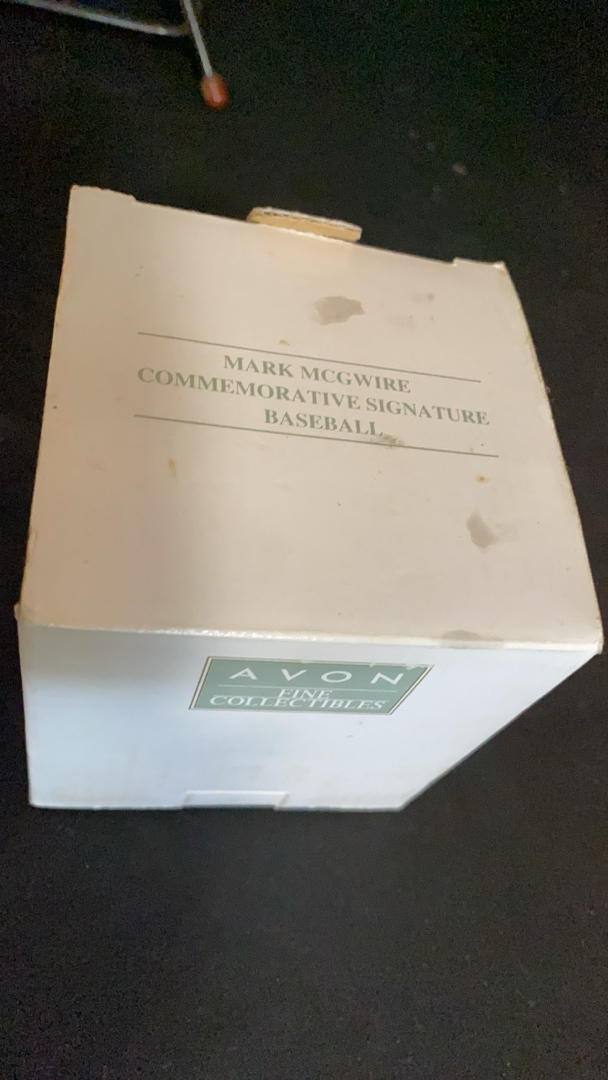 MARK MCGWIRE
COMMEMORATIVE SIGNATURE
BASEBALL
AVON
FINE
COLLECTIBLES